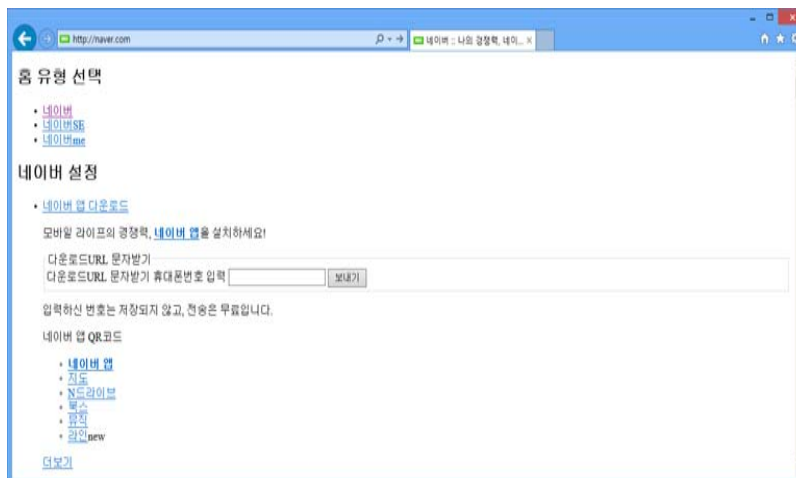 http://naver.com
네이버 :: 나의 경쟁력, 네이...
홈 유형 선택
네이버
네이버SE
네이버me
네이버 설정
네이버 앱 다운로드
모바일 라이프의 경쟁력, 네이버 앱을 설치하세요!
다운로드URL 문자받기
다운로드URL 문자받기 휴대폰번호 입력 보내기
입력하신 번호는 저장되지 않고, 전송은 무료입니다.
네이버 앱 QR코드
네이버 앱
지도
N드라이브
북스
뮤직
라인new
더보기